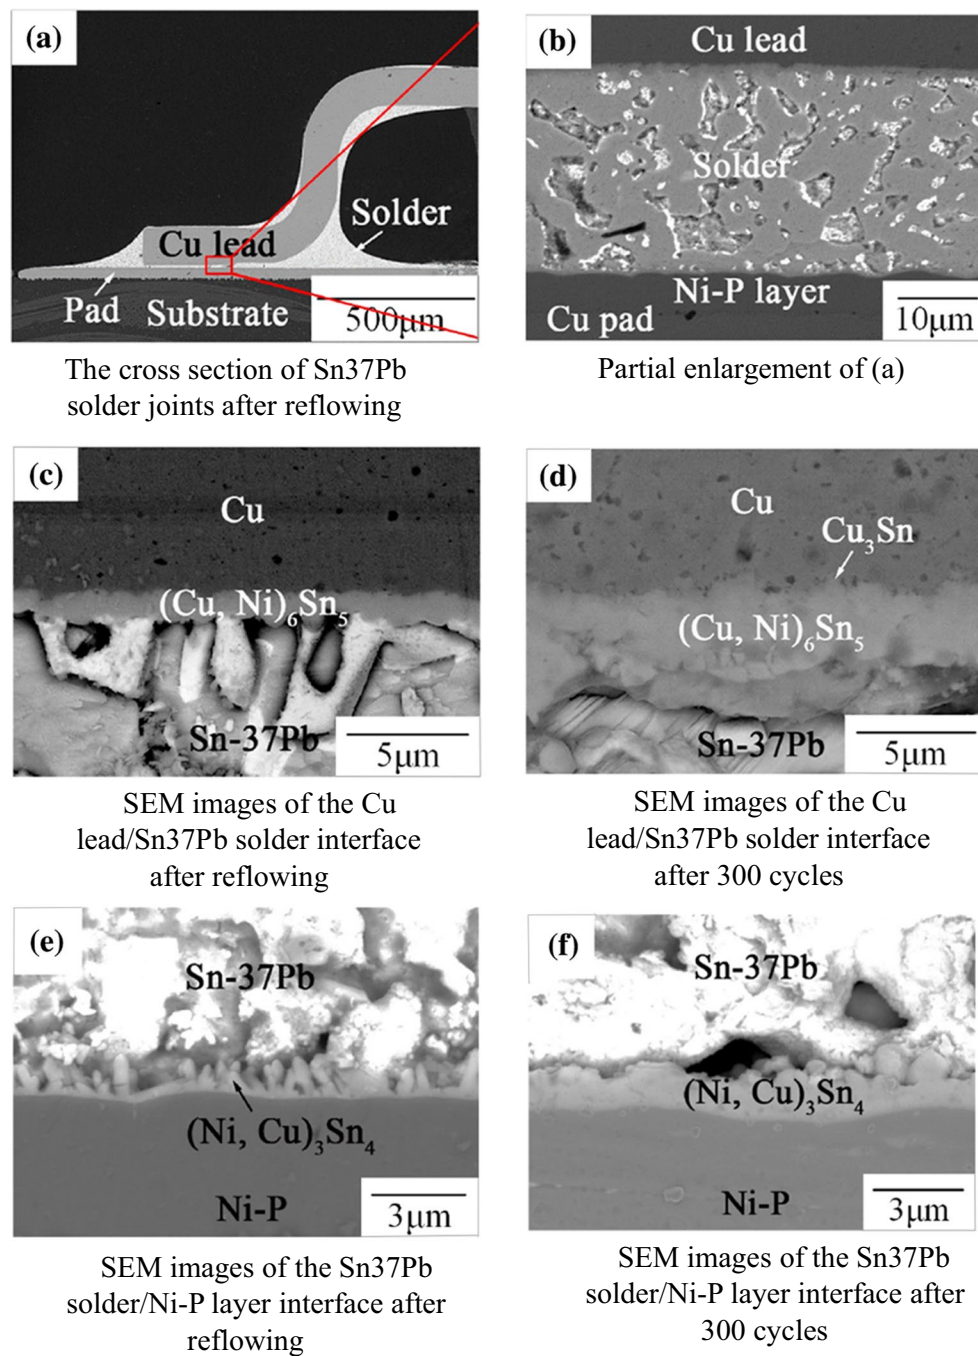 (a)
Solder
Cu lead
Pad
Substrate
500μm
The cross section of Sn37Pb
solder joints after reflowing
(b)
Cu lead
Solder
Ni-P layer
Cu pad
10μm
Partial enlargement of (a)
(c)
Cu
(Cu, Ni)₆Sn₅
Sn-37Pb
5μm
SEM images of the Cu
lead/Sn37Pb solder interface
after reflowing
(d)
Cu
Cu₃Sn
(Cu, Ni)₆Sn₅
Sn-37Pb
5μm
SEM images of the Cu
lead/Sn37Pb solder interface
after 300 cycles
(e)
Sn-37Pb
(Ni, Cu)₃Sn₄
Ni-P
3μm
SEM images of the Sn37Pb
solder/Ni-P layer interface after
reflowing
(f)
Sn-37Pb
(Ni, Cu)₃Sn₄
Ni-P
3μm
SEM images of the Sn37Pb
solder/Ni-P layer interface after
300 cycles